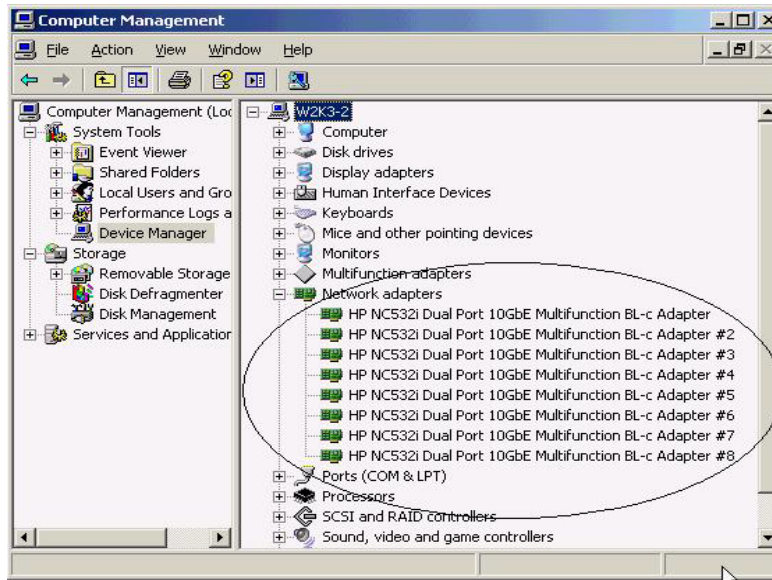 Computer Management
File Action View Window Help
Computer Management (Loc
System Tools
Event Viewer
Shared Folders
Local Users and Gro
Performance Logs a
Device Manager
Storage
Removable Storage
Disk Defragmenter
Disk Management
Services and Application
W2K3-2
Computer
Disk drives
Display adapters
Human Interface Devices
Keyboards
Mice and other pointing devices
Monitors
Multifunction adapters
Network adapters
HP NC532i Dual Port 10GbE Multifunction BL-c Adapter
HP NC532i Dual Port 10GbE Multifunction BL-c Adapter #2
HP NC532i Dual Port 10GbE Multifunction BL-c Adapter #3
HP NC532i Dual Port 10GbE Multifunction BL-c Adapter #4
HP NC532i Dual Port 10GbE Multifunction BL-c Adapter #5
HP NC532i Dual Port 10GbE Multifunction BL-c Adapter #6
HP NC532i Dual Port 10GbE Multifunction BL-c Adapter #7
HP NC532i Dual Port 10GbE Multifunction BL-c Adapter #8
Ports (COM & LPT)
Processors
SCSI and RAID controllers
Sound, video and game controllers